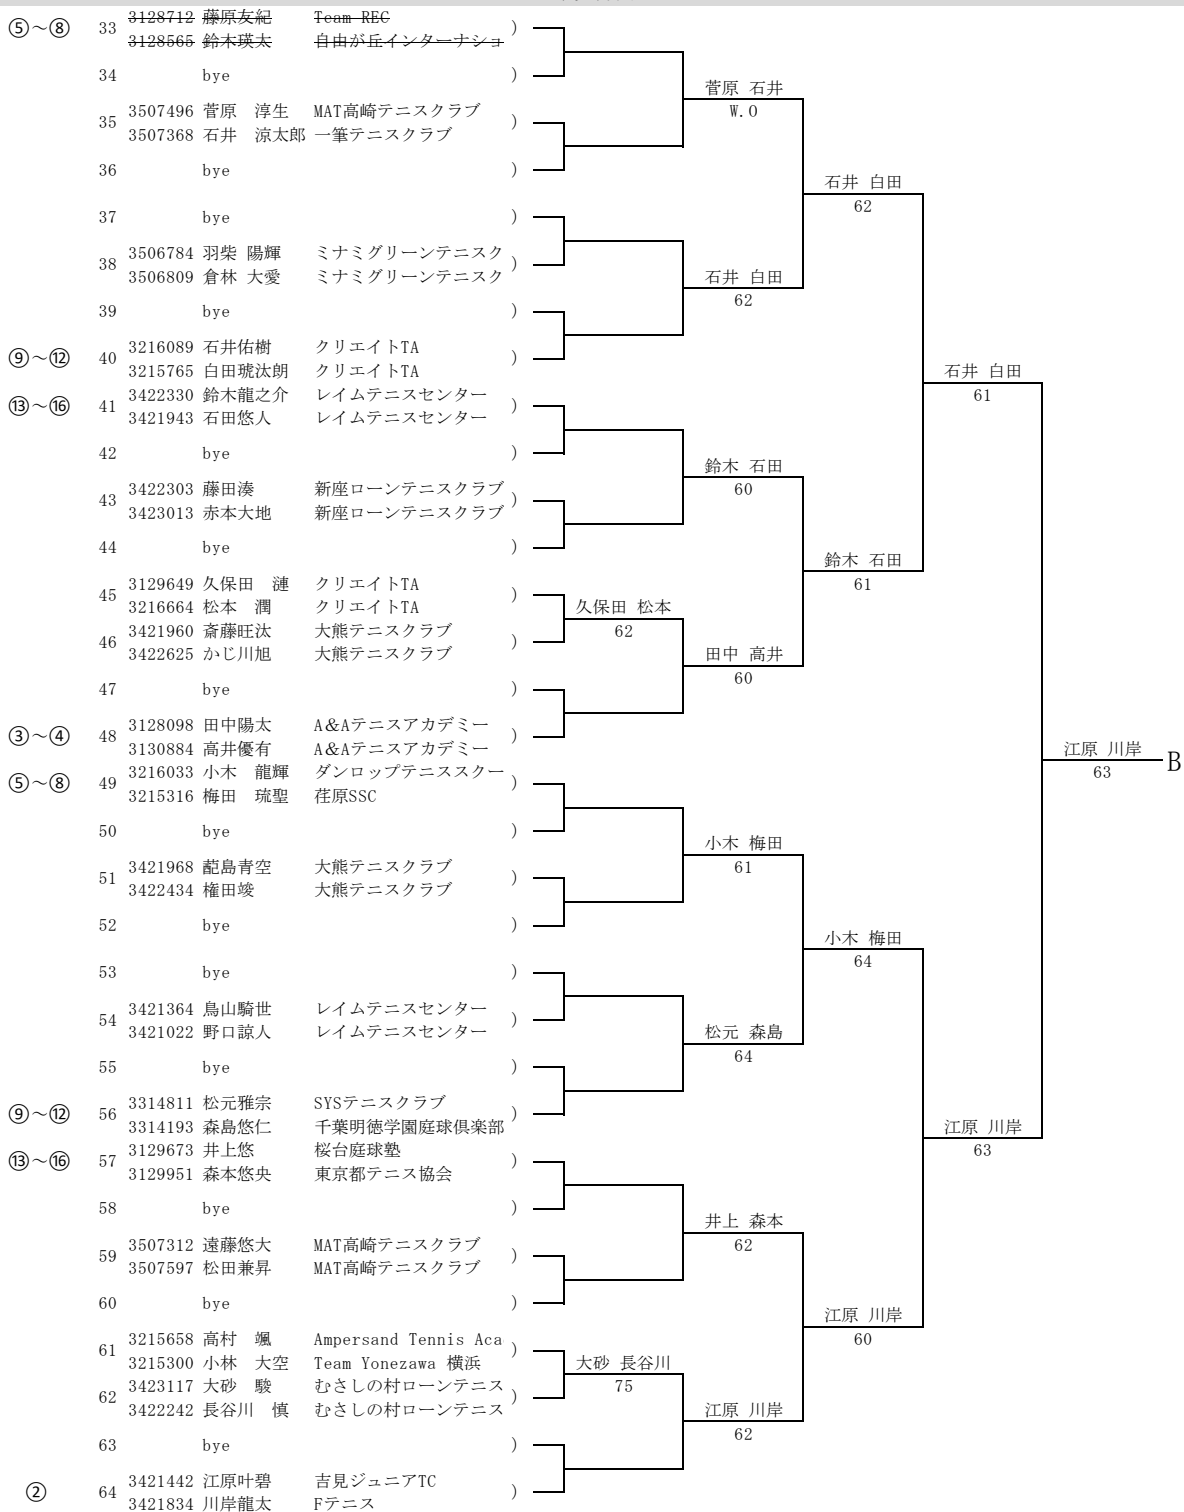 ⑤～⑧ 33 3128712 藤原友紀 Team REC )
3128565 鈴木瑛太 自由が丘インターナショ
34 bye )
菅原 石井
W.O
35 3507496 菅原 淳生 MAT高崎テニスクラブ )
3507368 石井 涼太郎 一筆テニスクラブ
36 bye )
石井 白田
62
37 bye )
38 3506784 羽柴 陽輝 ミナミグリーンテニスク )
3506809 倉林 大愛 ミナミグリーンテニスク
石井 白田
62
39 bye )
⑨～⑫ 40 3216089 石井佑樹 クリエイトTA )
3215765 白田琥汰朗 クリエイトTA
石井 白田
61
⑬～⑯ 41 3422330 鈴木龍之介 レイムテニスセンター )
3421943 石田悠人 レイムテニスセンター
42 bye )
鈴木 石田
60
43 3422303 藤田湊 新座ローンテニスクラブ )
3423013 赤本大地 新座ローンテニスクラブ
44 bye )
鈴木 石田
61
45 3129649 久保田 漣 クリエイトTA )
3216664 松本 潤 クリエイトTA
久保田 松本
62
46 3421960 斎藤旺汰 大熊テニスクラブ )
3422625 かじ川旭 大熊テニスクラブ
田中 高井
60
47 bye )
③～④ 48 3128098 田中陽太 A＆Aテニスアカデミー )
3130884 高井優有 A＆Aテニスアカデミー
江原 川岸
63
B
⑤～⑧ 49 3216033 小木 龍輝 ダンロップテニススクー )
3215316 梅田 琉聖 荏原SSC
50 bye )
小木 梅田
61
51 3421968 蓜島青空 大熊テニスクラブ )
3422434 権田竣 大熊テニスクラブ
52 bye )
小木 梅田
64
53 bye )
54 3421364 鳥山騎世 レイムテニスセンター )
3421022 野口諒人 レイムテニスセンター
松元 森島
64
55 bye )
⑨～⑫ 56 3314811 松元雅宗 SYSテニスクラブ )
3314193 森島悠仁 千葉明徳学園庭球倶楽部
江原 川岸
63
⑬～⑯ 57 3129673 井上悠 桜台庭球塾 )
3129951 森本悠央 東京都テニス協会
58 bye )
井上 森本
62
59 3507312 遠藤悠大 MAT高崎テニスクラブ )
3507597 松田兼昇 MAT高崎テニスクラブ
60 bye )
江原 川岸
60
61 3215658 高村 颯 Ampersand Tennis Aca )
3215300 小林 大空 Team Yonezawa 横浜
大砂 長谷川
75
62 3423117 大砂 駿 むさしの村ローンテニス )
3422242 長谷川 慎 むさしの村ローンテニス
江原 川岸
62
63 bye )
② 64 3421442 江原叶碧 吉見ジュニアTC )
3421834 川岸龍太 Fテニス